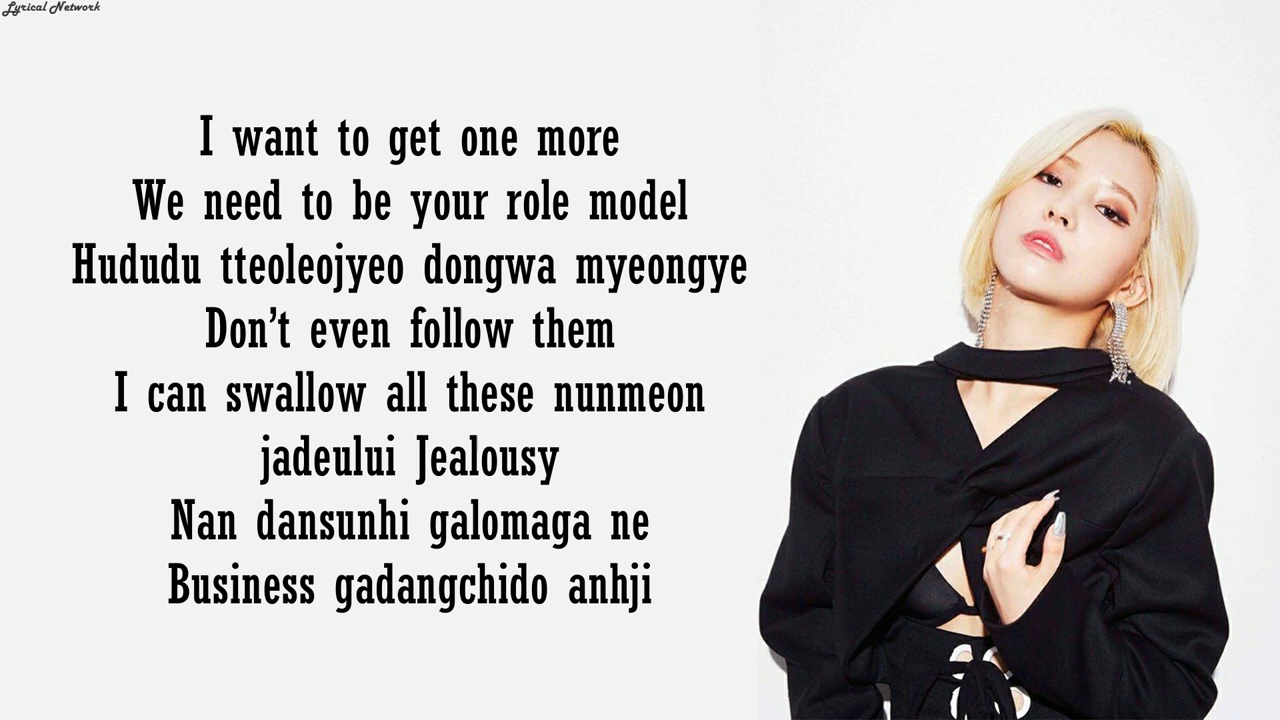 Lyrical Network
I want to get one more
We need to be your role model
Hududu tteoleojyeo dongwa myeongye
Don't even follow them
I can swallow all these nunmeon
jadeului Jealousy
Nan dansunhi galomaga ne
Business gadangchido anhji